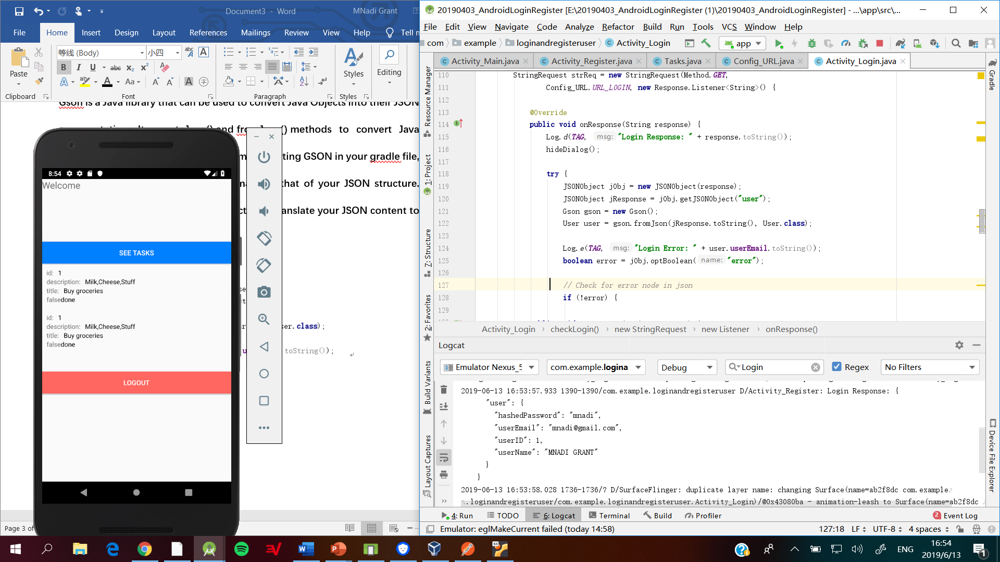 Document3 - Word
MNadi Grant
File Home Insert Design Layout References Mailings Review View Help Tell
等线 (Body)
小四
Paste
Styles
Editing
Clipboard
Font
Paragraph
Styles
Gson is a Java library that can be used to convert Java Objects into their JSON
() methods to convert Java
ting GSON in your gradle file,
that of your JSON structure.
anslate your JSON content to
8:54
Welcome
SEE TASKS
id: 1
description: Milk,Cheese,Stuff
title: Buy groceries
falsedone
id: 1
description: Milk,Cheese,Stuff
title: Buy groceries
falsedone
LOGOUT
.class);
toString());
Page 3 of
20190403_AndroidLoginRegister [E:\20190403_AndroidLoginRegister (1)\20190403_AndroidLoginRegister] - ...\app\src\...
File Edit View Navigate Code Analyze Refactor Build Run Tools VCS Window Help
com example loginandregisteruser Activity_Login
app
Activity_Main.java Activity_Register.java Tasks.java Config_URL.java Activity_Login.java
Resource Manager
1: Project
Z: Structure
2: Favorites
Build Variants
Layout Captures
Gradle
Device File Explorer
110 StringRequest strReq = new StringRequest(Method.GET,
111 Config_URL.URL_LOGIN, new Response.Listener<String>() {
112
113 @Override
114 public void onResponse(String response) {
115 Log.d(TAG, msg: "Login Response: " + response.toString());
116 hideDialog();
117
118 try {
119 JSONObject jObj = new JSONObject(response);
120 JSONObject jResponse = jObj.getJSONObject("user");
121 Gson gson = new Gson();
122 User user = gson.fromJson(jResponse.toString(), User.class);
123
124 Log.e(TAG, msg: "Login Error: " + user.userEmail.toString());
125 boolean error = jObj.optBoolean( name: "error");
126
127 // Check for error node in json
128 if (!error) {
129
Activity_Login › checkLogin() › new StringRequest › new Listener › onResponse()
Logcat
Emulator Nexus_5 com.example.logina Debug Login Regex No Filters
2019-06-13 16:53:57.933 1390-1390/com.example.loginandregisteruser D/Activity_Register: Login Response: {
"user": {
"hashedPassword": "mnadi",
"userEmail": "mnadi@gmail.com",
"userID": 1,
"userName": "MNADI GRANT"
}
}
2019-06-13 16:53:58.028 1736-1736/? D/SurfaceFlinger: duplicate layer name: changing Surface(name=ab2f8dc com.example
.loginandregisteruser/com.example.loginandregisteruser.Activity_Login)/@0x43080ba - animation-leash to Surface(name=ab2f8dc
4: Run TODO 6: Logcat Terminal Build Profiler 2 Event Log
Emulator: eglMakeCurrent failed (today 14:58)
127:18 LF UTF-8 4 spaces
ENG
16:54
2019/6/13
1